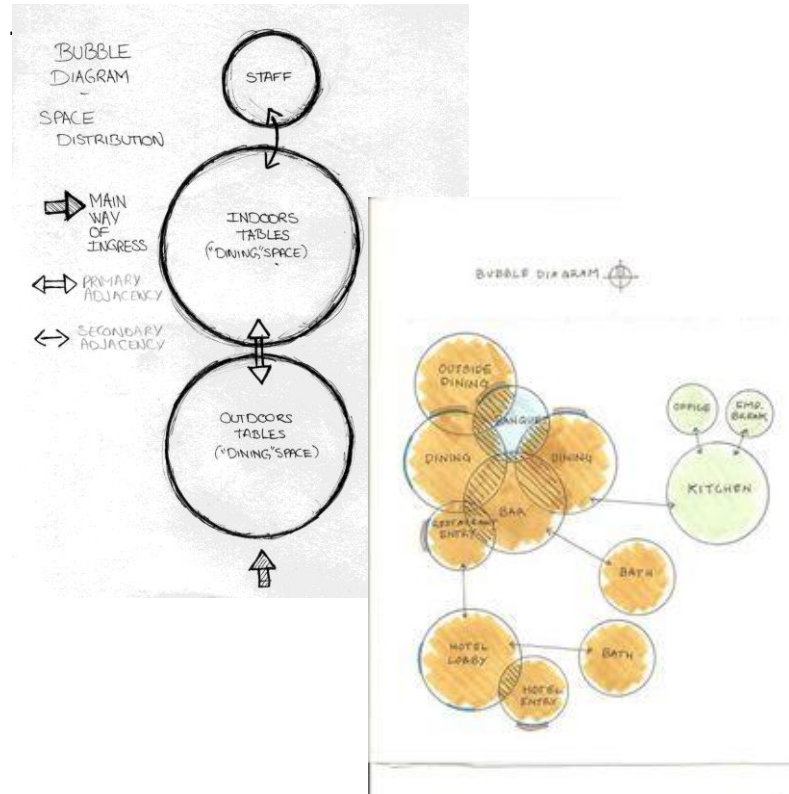 BUBBLE
DIAGRAM
-
SPACE
DISTRIBUTION
MAIN
WAY
OF
INGRESS
PRIMARY
ADJACENCY
SECONDARY
ADJACENCY
STAFF
INDOORS
TABLES
("DINING" SPACE)
OUTDOORS
TABLES
("DINING" SPACE)
BUBBLE DIAGRAM
OUTSIDE
DINING
BANQUET
DINING
DINING
BAR
RESTAURANT
ENTRY
OFFICE
EMP.
BREAK
KITCHEN
BATH
HOTEL
LOBBY
BATH
HOTEL
ENTRY